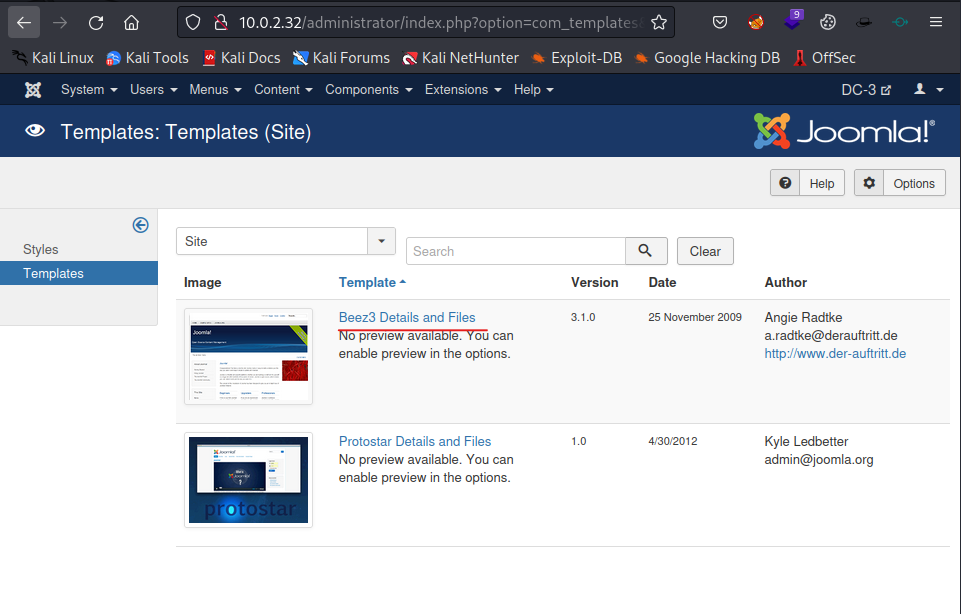 10.0.2.32/administrator/index.php?option=com_templates
9
Kali Linux Kali Tools Kali Docs Kali Forums Kali NetHunter Exploit-DB Google Hacking DB OffSec
System Users Menus Content Components Extensions Help DC-3
Templates: Templates (Site) Joomla!®
Help Options
Styles
Templates
Site Search Clear
Image Template Version Date Author
Beez3 Details and Files 3.1.0 25 November 2009 Angie Radtke
No preview available. You can a.radtke@derauftritt.de
enable preview in the options. http://www.der-auftritt.de
Joomla!
Protostar Details and Files 1.0 4/30/2012 Kyle Ledbetter
No preview available. You can admin@joomla.org
enable preview in the options.
Joomla!
protostar